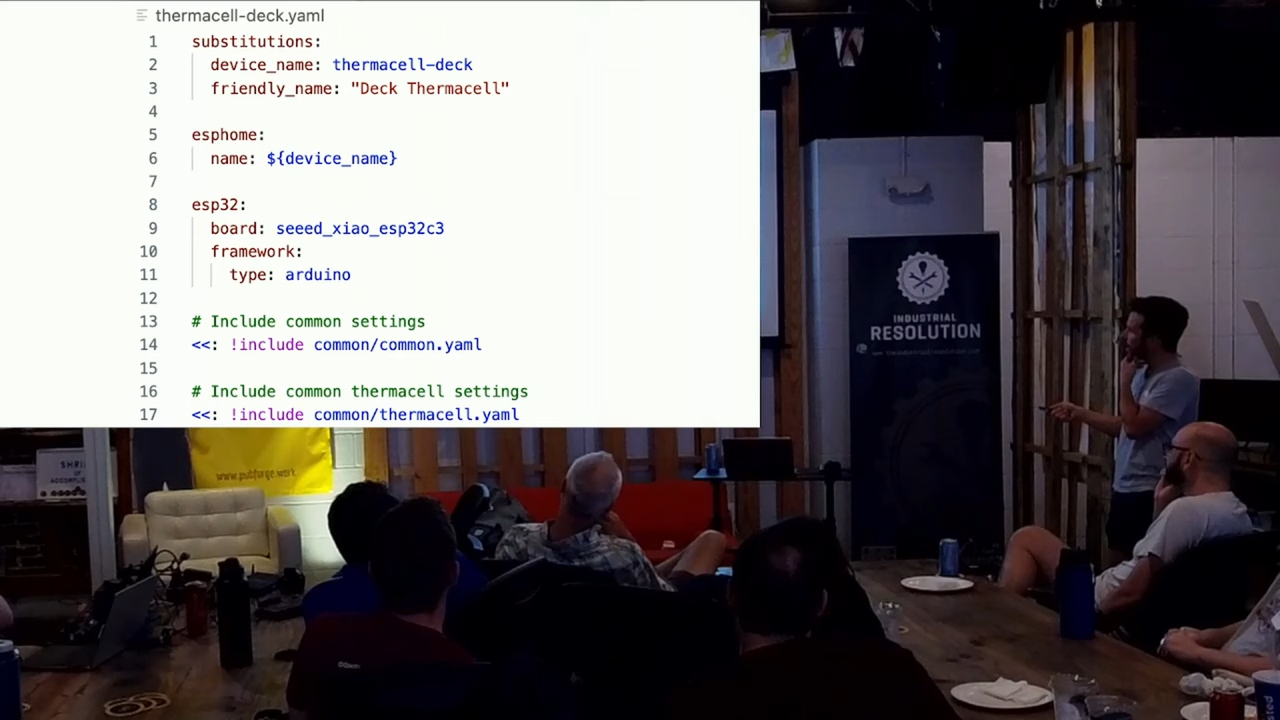 thermacell-deck.yaml
1 substitutions:
2 device_name: thermacell-deck
3 friendly_name: "Deck Thermacell"
4
5 esphome:
6 name: ${device_name}
7
8 esp32:
9 board: seeed_xiao_esp32c3
10 framework:
11 type: arduino
12
13 # Include common settings
14 <<: !include common/common.yaml
15
16 # Include common thermacell settings
17 <<: !include common/thermacell.yaml
INDUSTRIAL
RESOLUTION
www.pubforge.work